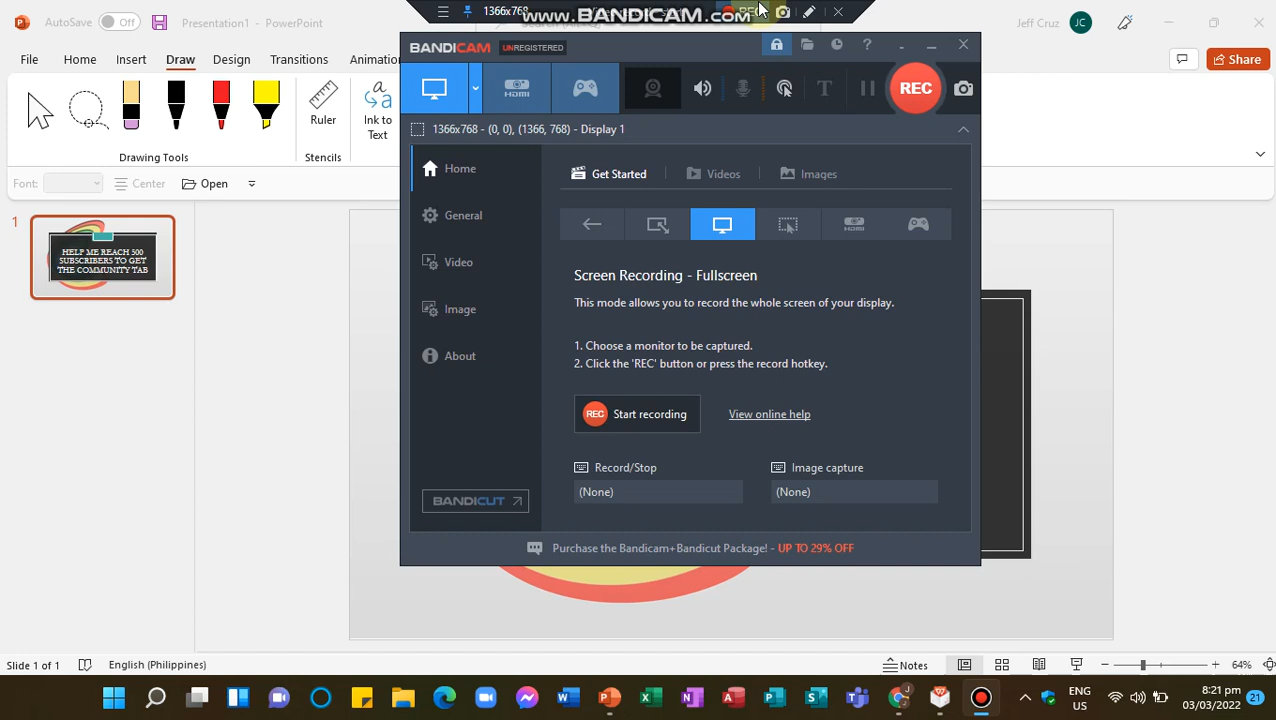 AutoSave Off Presentation1 - PowerPoint
1366x768
www.BANDICAM.com
Jeff Cruz JC
File Home Insert Draw Design Transitions
Share
Ruler
Ink to
Text
Drawing Tools
Stencils
Font:
Center
Open
1
HELP ME REACH 500
SUBSCRIBERS TO GET
THE COMMUNITY TAB
BANDICAM UNREGISTERED
HDMI
REC
1366x768 - (0, 0), (1366, 768) - Display 1
Home
General
Video
Image
About
BANDICUT
Get Started
Videos
Images
HDMI
Screen Recording - Fullscreen
This mode allows you to record the whole screen of your display.
1. Choose a monitor to be captured.
2. Click the 'REC' button or press the record hotkey.
REC Start recording
View online help
Record/Stop
Image capture
(None)
(None)
Purchase the Bandicam+Bandicut Package! - UP TO 29% OFF
Slide 1 of 1
English (Philippines)
Notes
64%
ENG
US
8:21 pm
03/03/2022
21